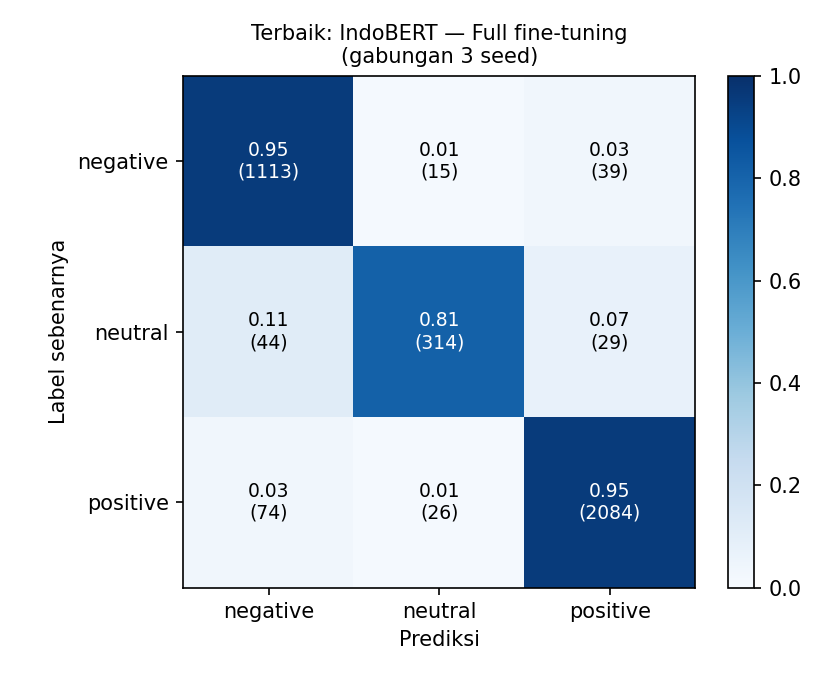 Terbaik: IndoBERT — Full fine-tuning
(gabungan 3 seed)
Label sebenarnya
negative
0.95
(1113)
0.01
(15)
0.03
(39)
neutral
0.11
(44)
0.81
(314)
0.07
(29)
positive
0.03
(74)
0.01
(26)
0.95
(2084)
negative
neutral
positive
Prediksi
1.0
0.8
0.6
0.4
0.2
0.0